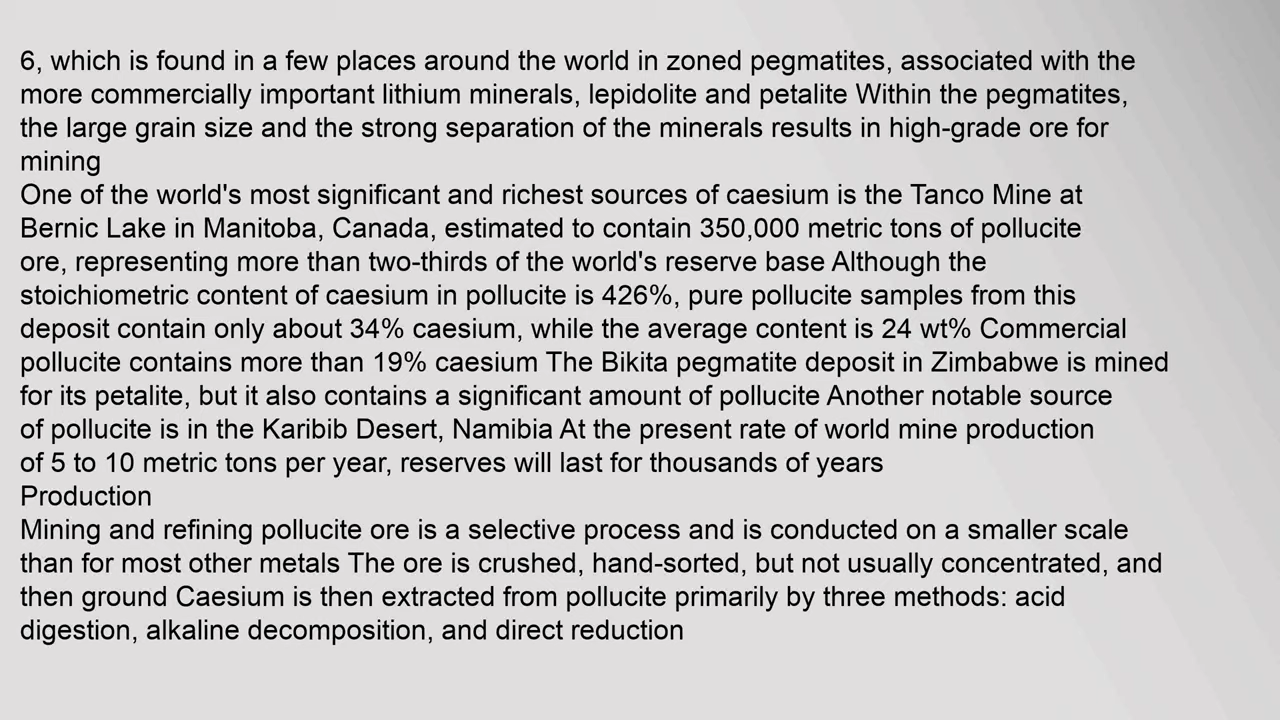 6, which is found in a few places around the world in zoned pegmatites, associated with the
more commercially important lithium minerals, lepidolite and petalite Within the pegmatites,
the large grain size and the strong separation of the minerals results in high-grade ore for
mining
One of the world's most significant and richest sources of caesium is the Tanco Mine at
Bernic Lake in Manitoba, Canada, estimated to contain 350,000 metric tons of pollucite
ore, representing more than two-thirds of the world's reserve base Although the
stoichiometric content of caesium in pollucite is 426%, pure pollucite samples from this
deposit contain only about 34% caesium, while the average content is 24 wt% Commercial
pollucite contains more than 19% caesium The Bikita pegmatite deposit in Zimbabwe is mined
for its petalite, but it also contains a significant amount of pollucite Another notable source
of pollucite is in the Karibib Desert, Namibia At the present rate of world mine production
of 5 to 10 metric tons per year, reserves will last for thousands of years
Production
Mining and refining pollucite ore is a selective process and is conducted on a smaller scale
than for most other metals The ore is crushed, hand-sorted, but not usually concentrated, and
then ground Caesium is then extracted from pollucite primarily by three methods: acid
digestion, alkaline decomposition, and direct reduction